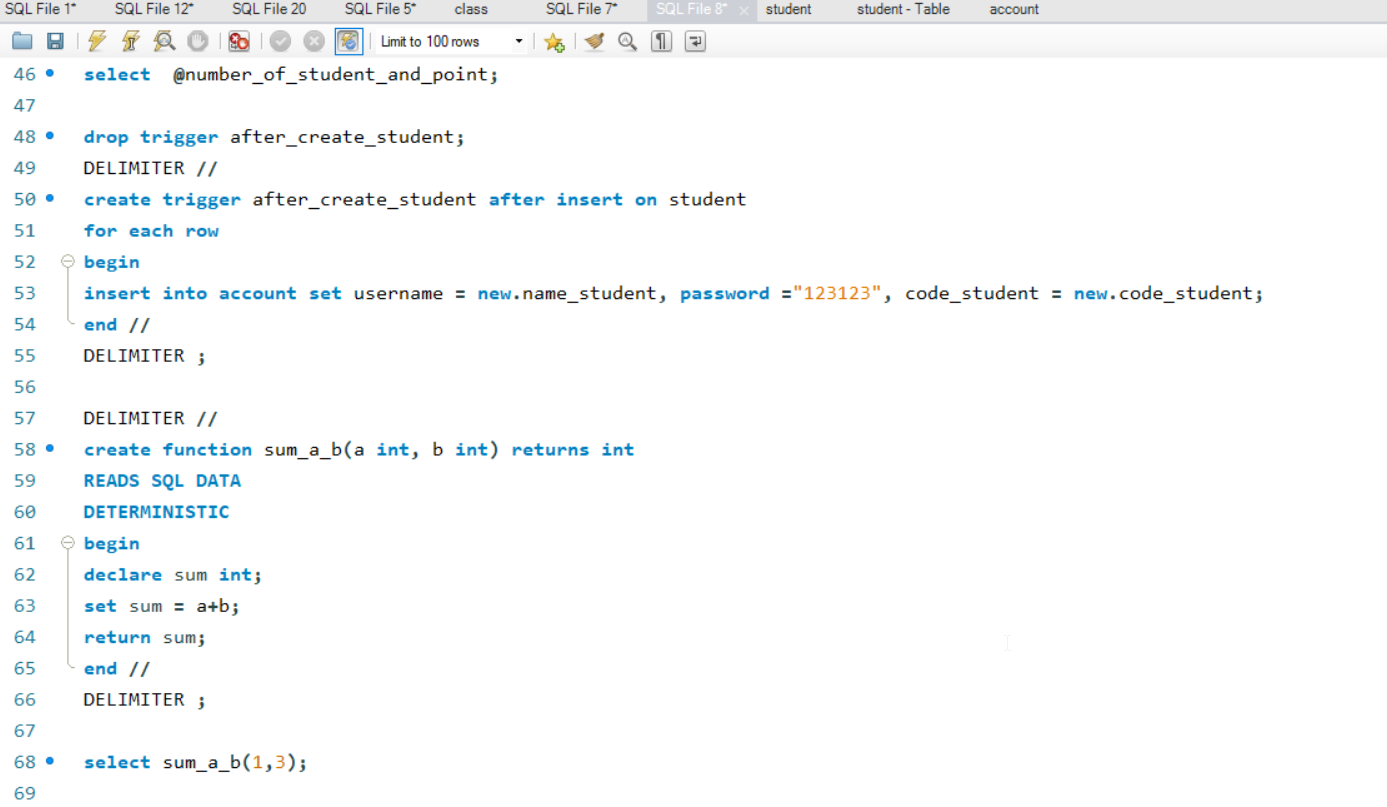 SQL File 1* SQL File 12* SQL File 20 SQL File 5* class SQL File 7* SQL File 8* student student - Table account
Limit to 100 rows
46 select @number_of_student_and_point;
47
48 drop trigger after_create_student;
49 DELIMITER //
50 create trigger after_create_student after insert on student
51 for each row
52 begin
53 insert into account set username = new.name_student, password ="123123", code_student = new.code_student;
54 end //
55 DELIMITER ;
56
57 DELIMITER //
58 create function sum_a_b(a int, b int) returns int
59 READS SQL DATA
60 DETERMINISTIC
61 begin
62 declare sum int;
63 set sum = a+b;
64 return sum;
65 end //
66 DELIMITER ;
67
68 select sum_a_b(1,3);
69